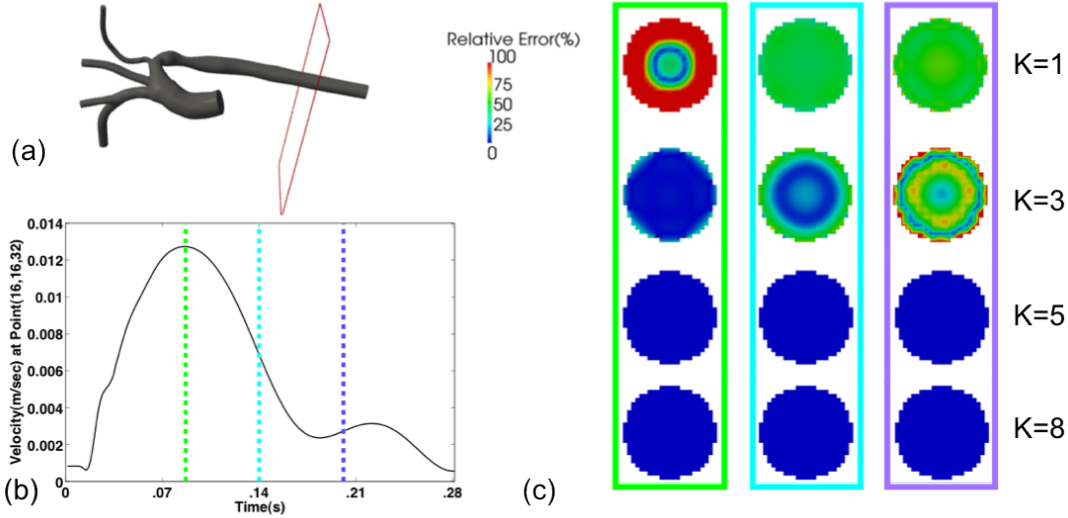 (a)
Relative Error(%)
100
75
50
25
0
K=1
K=3
K=5
K=8
(b)
Velocity(m/sec) at Point(16,16,32)
0.014
0.012
0.01
0.008
0.006
0.004
0.002
0
0 .07 .14 .21 .28
Time(s)
(c)